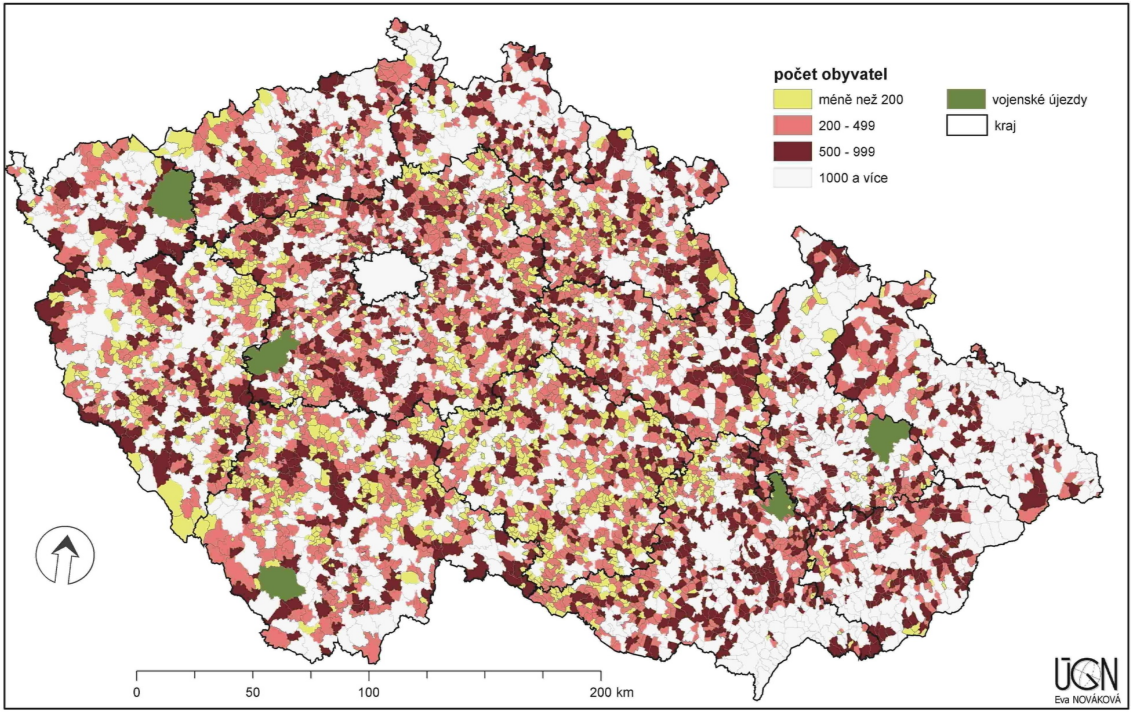 počet obyvatel
méně než 200
200 - 499
500 - 999
1000 a více
vojenské újezdy
kraj
0 50 100 200 km
ÚGN
Eva NOVÁKOVÁ